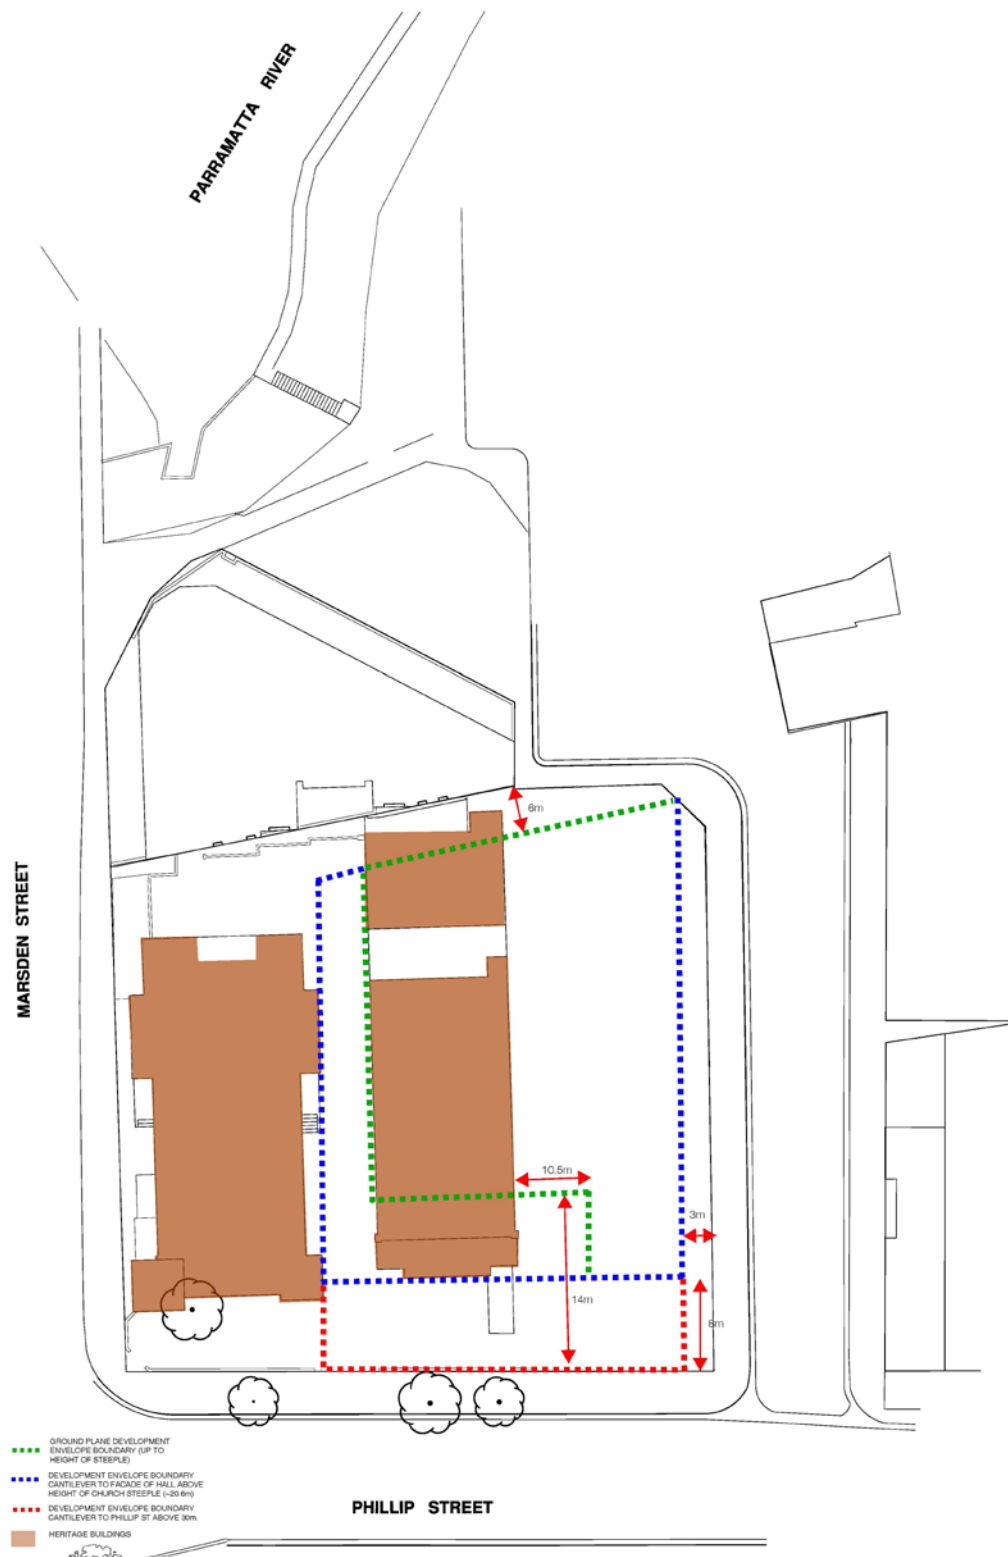 PARRAMATTA RIVER
6m
MARSDEN STREET
10.5m
3m
14m
8m
GROUND PLANE DEVELOPMENT
ENVELOPE BOUNDARY (UP TO
HEIGHT OF STEEPLE)
DEVELOPMENT ENVELOPE BOUNDARY
CANTILEVER TO FACADE OF HALL ABOVE
HEIGHT OF CHURCH STEEPLE (~20.6m)
DEVELOPMENT ENVELOPE BOUNDARY
CANTILEVER TO PHILLIP ST ABOVE 30m.
HERITAGE BUILDINGS
PHILLIP STREET